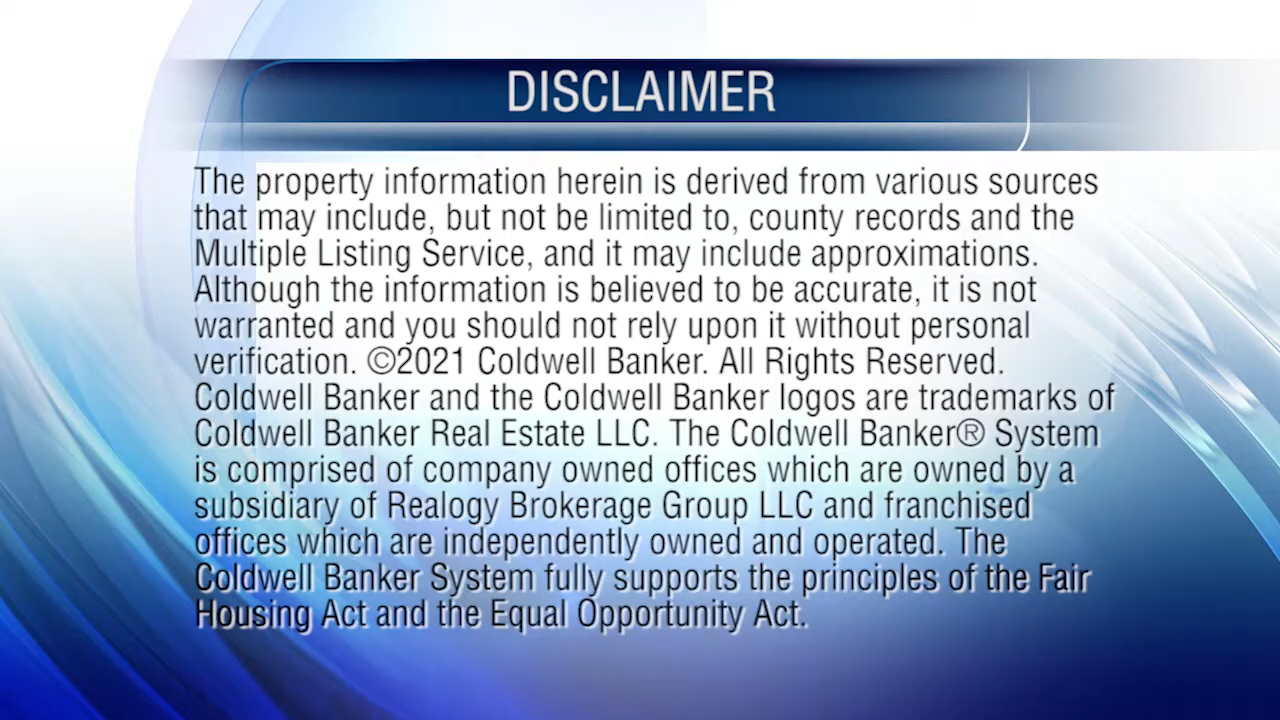 DISCLAIMER
The property information herein is derived from various sources
that may include, but not be limited to, county records and the
Multiple Listing Service, and it may include approximations.
Although the information is believed to be accurate, it is not
warranted and you should not rely upon it without personal
verification. ©2021 Coldwell Banker. All Rights Reserved.
Coldwell Banker and the Coldwell Banker logos are trademarks of
Coldwell Banker Real Estate LLC. The Coldwell Banker® System
is comprised of company owned offices which are owned by a
subsidiary of Realogy Brokerage Group LLC and franchised
offices which are independently owned and operated. The
Coldwell Banker System fully supports the principles of the Fair
Housing Act and the Equal Opportunity Act.